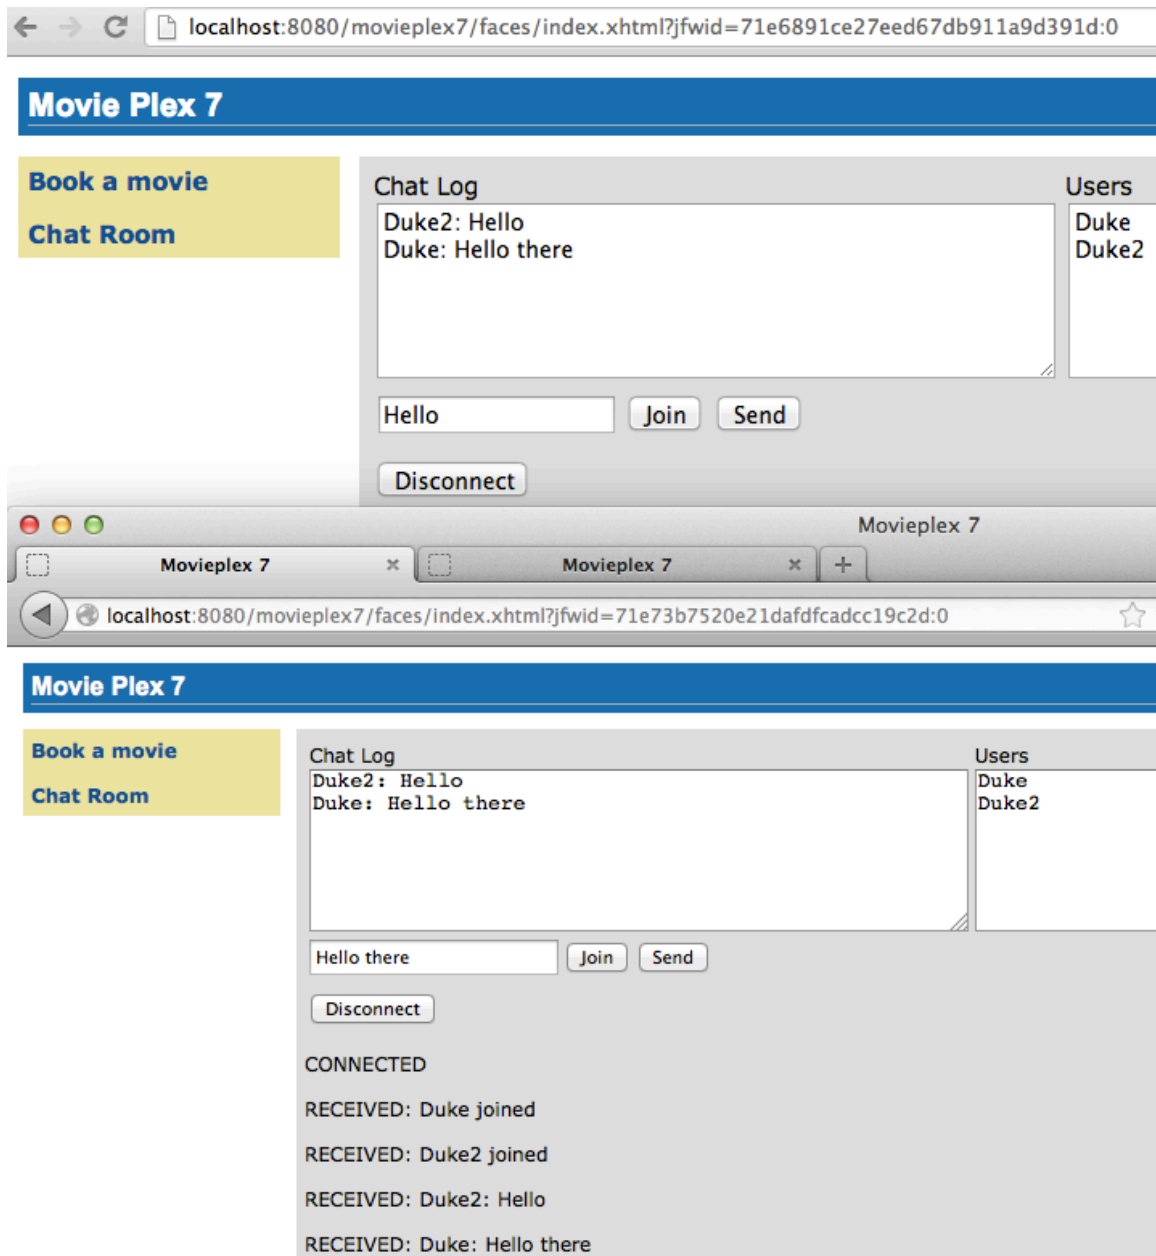 localhost:8080/movieplex7/faces/index.xhtml?jfwid=71e6891ce27eed67db911a9d391d:0
Movie Plex 7
Book a movie
Chat Room
Chat Log
Users
Duke2: Hello
Duke: Hello there
Duke
Duke2
Hello
Join
Send
Disconnect
Movieplex 7
Movieplex 7
Movieplex 7
localhost:8080/movieplex7/faces/index.xhtml?jfwid=71e73b7520e21dafdfcadcc19c2d:0
Movie Plex 7
Book a movie
Chat Room
Chat Log
Users
Duke2: Hello
Duke: Hello there
Duke
Duke2
Hello there
Join
Send
Disconnect
CONNECTED
RECEIVED: Duke joined
RECEIVED: Duke2 joined
RECEIVED: Duke2: Hello
RECEIVED: Duke: Hello there